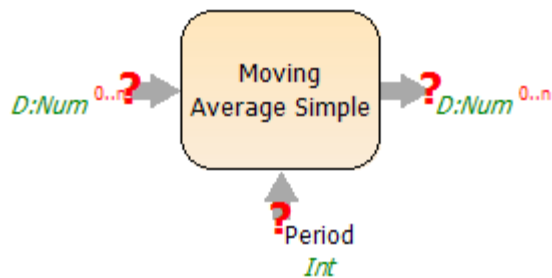 Moving
Average Simple
D:Num 0..n ?
? D:Num 0..n
?
Period
Int